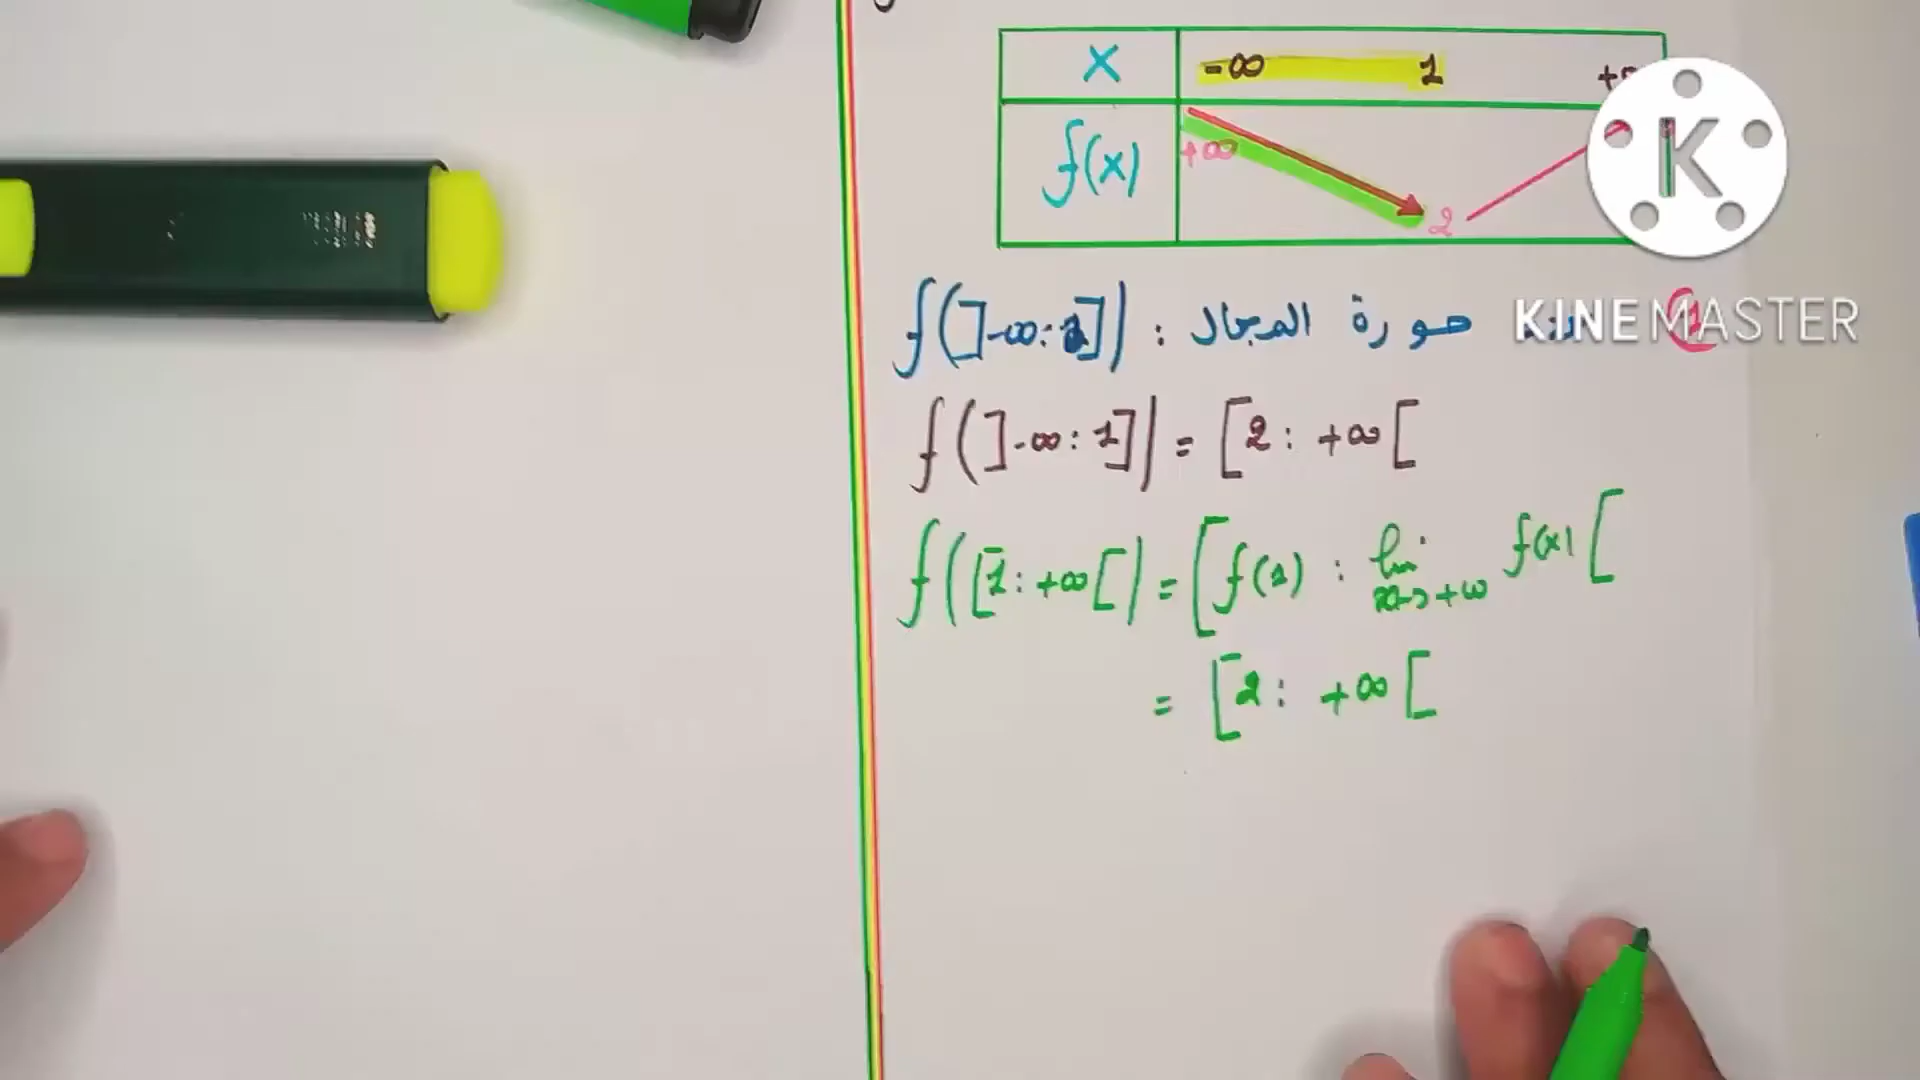 x -∞ 1
f(x) +∞ 2
صورة المجال : f(]-∞:1])
f(]-∞:1]) = [2: +∞[
f([1:+∞[) = [f(1) : lim x→+∞ f(x)[
= [2: +∞[
K
KINEMASTER